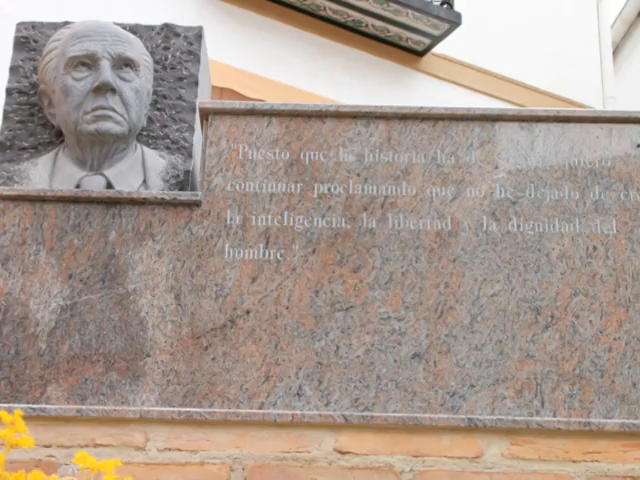 "Puesto que la historia ha de
continuar proclamando que no he dejado de
la inteligencia, la libertad y la dignidad del
hombre."